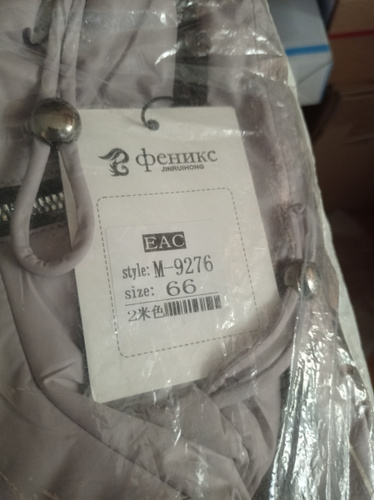 феникс
JINRUIHONG
EAC
style: M-9276
size: 66
2米色